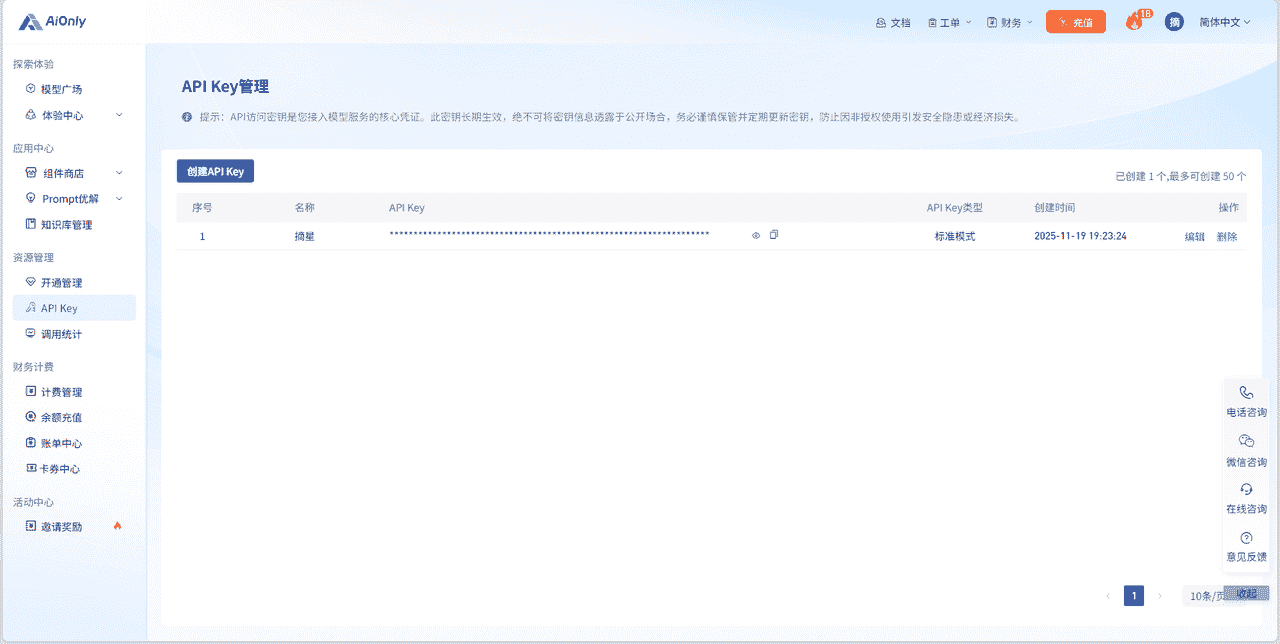 AiOnly
文档
工单
财务
充值
18
摘
简体中文
探索体验
模型广场
体验中心
应用中心
组件商店
Prompt优解
知识库管理
资源管理
开通管理
API Key
调用统计
财务计费
计费管理
余额充值
账单中心
卡券中心
活动中心
邀请奖励
API Key管理
提示：API访问密钥是您接入模型服务的核心凭证。此密钥长期生效，绝不可将密钥信息透露于公开场合，务必谨慎保管并定期更新密钥，防止因非授权使用引发安全隐患或经济损失。
创建API Key
已创建 1 个,最多可创建 50 个
序号 名称 API Key API Key类型 创建时间 操作
1 摘星 **************************************************************** 标准模式 2025-11-19 19:23:24 编辑 删除
电话咨询
微信咨询
在线咨询
意见反馈
1
10条/页
收起